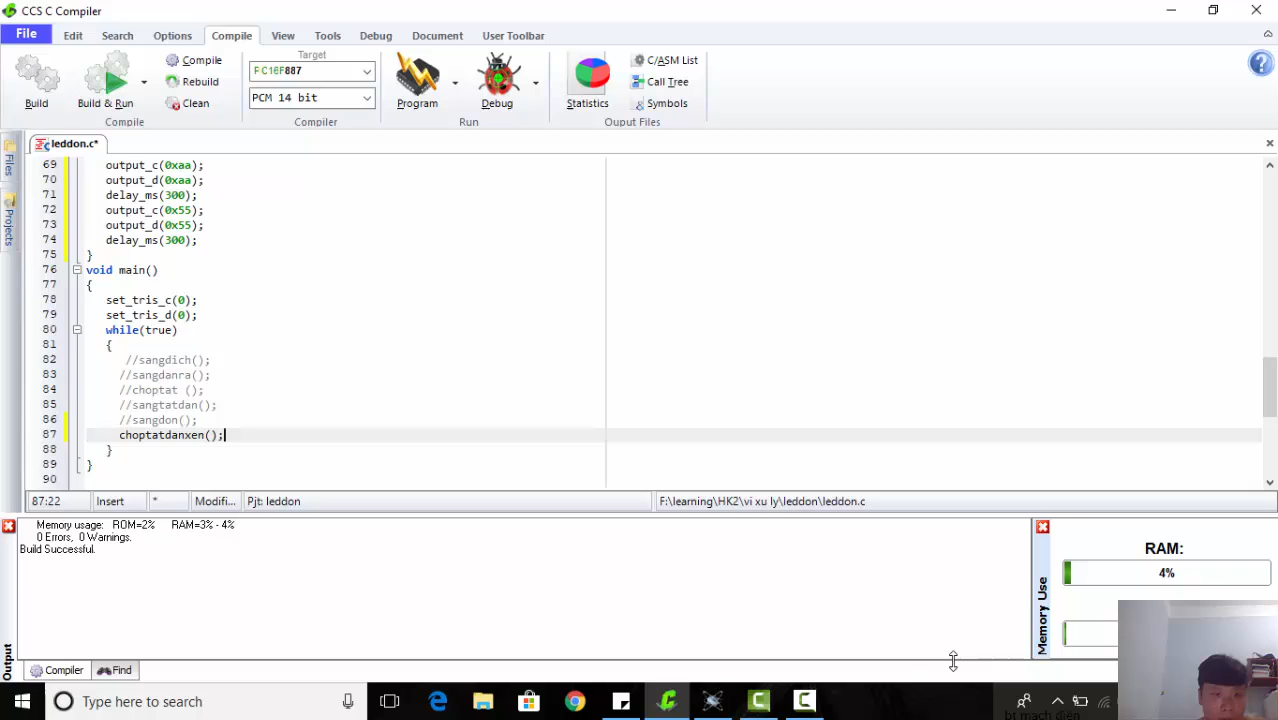 CCS C Compiler
File Edit Search Options Compile View Tools Debug Document User Toolbar
Build
Build & Run
Compile
Rebuild
Clean
Compile
Target
PIC16F887
PCM 14 bit
Compiler
Program
Debug
Run
Statistics
C/ASM List
Call Tree
Symbols
Ouput Files
Files
Projects
leddon.c*
69 output_c(0xaa);
70 output_d(0xaa);
71 delay_ms(300);
72 output_c(0x55);
73 output_d(0x55);
74 delay_ms(300);
75 }
76 void main()
77 {
78 set_tris_c(0);
79 set_tris_d(0);
80 while(true)
81 {
82 //sangdich();
83 //sangdanra();
84 //choptat ();
85 //sangtatdan();
86 //sangdon();
87 choptatdanxen();
88 }
89 }
90
87:22 Insert * Modifi... Pjt: leddon F:\learning\HK2\vi xu ly\leddon\leddon.c
Memory usage: ROM=2% RAM=3% - 4%
0 Errors, 0 Warnings.
Build Successful.
Output
Compiler Find
Memory Use
RAM:
4%
Type here to search
bt mach dien